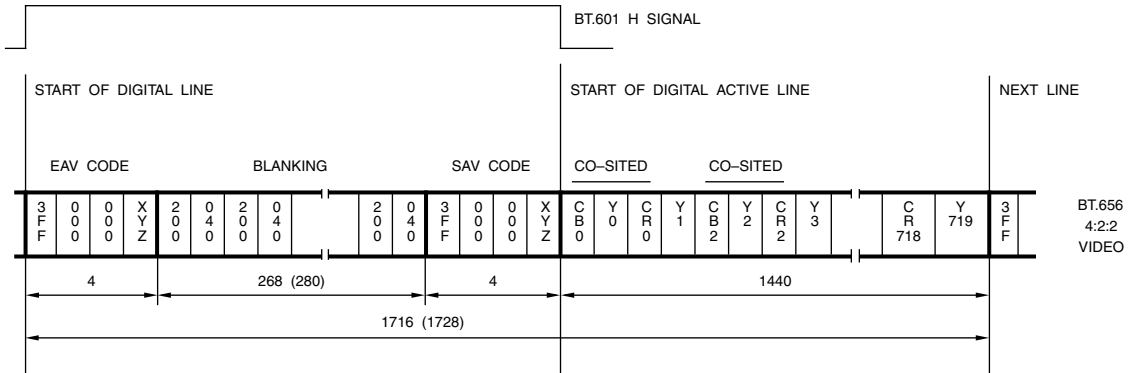 BT.601 H SIGNAL
START OF DIGITAL LINE
START OF DIGITAL ACTIVE LINE
NEXT LINE
EAV CODE
BLANKING
SAV CODE
CO–SITED
CO–SITED
3FF
000
000
XYZ
200
040
200
040
200
040
3FF
000
000
XYZ
CB0
Y0
CR0
Y1
CB2
Y2
CR2
Y3
CR718
Y719
3FF
BT.656
4:2:2
VIDEO
4
268 (280)
4
1440
1716 (1728)